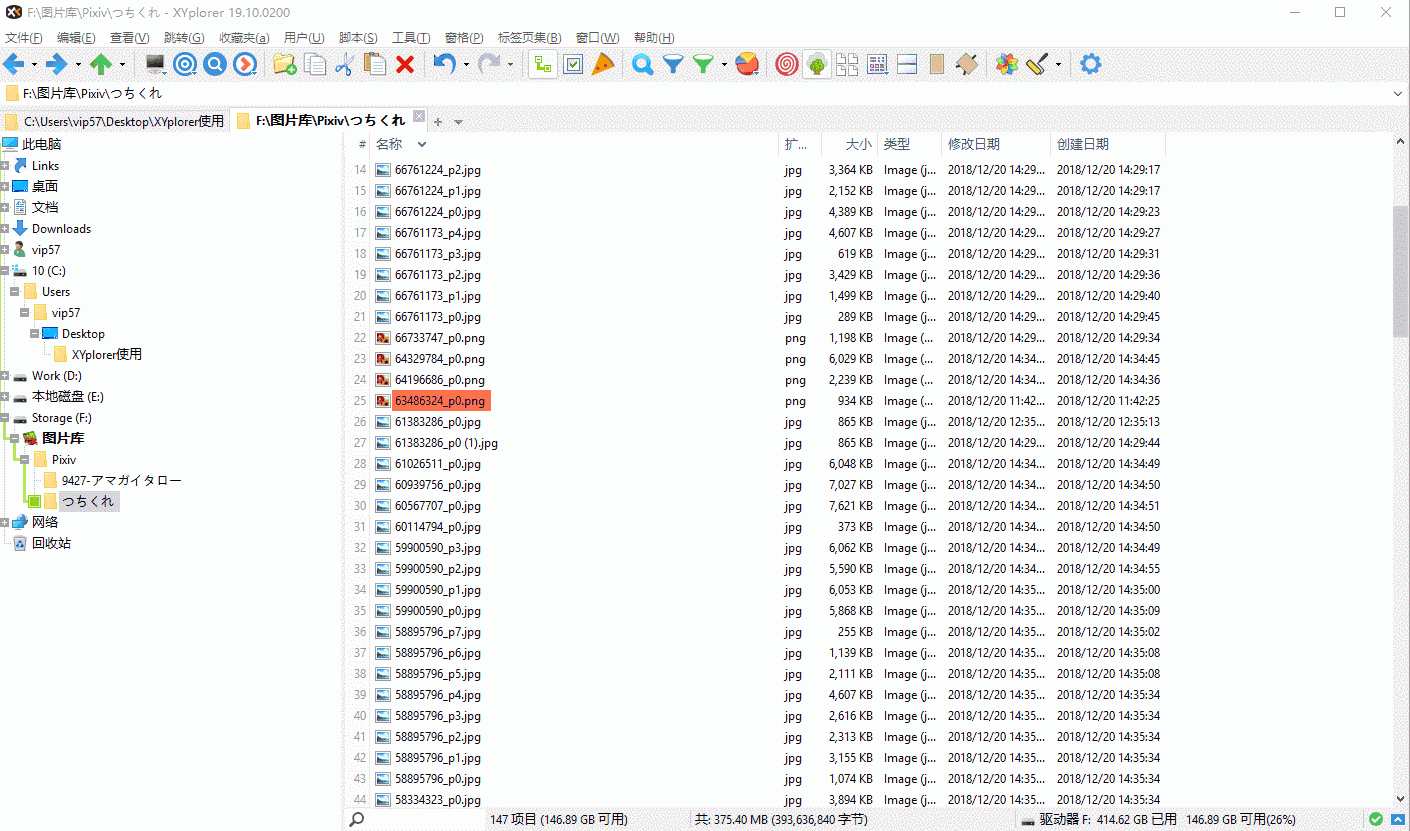 F:\图片库\Pixiv\つちくれ - XYplorer 19.10.0200
文件(F) 编辑(E) 查看(V) 跳转(G) 收藏夹(a) 用户(U) 脚本(S) 工具(T) 窗格(P) 标签页集(B) 窗口(W) 帮助(H)
F:\图片库\Pixiv\つちくれ
C:\Users\vip57\Desktop\XYplorer使用 F:\图片库\Pixiv\つちくれ
此电脑
Links
桌面
文档
Downloads
vip57
10 (C:)
Users
vip57
Desktop
XYplorer使用
Work (D:)
本地磁盘 (E:)
Storage (F:)
图片库
Pixiv
9427-アマガイタロー
つちくれ
网络
回收站
# 名称 扩... 大小 类型 修改日期 创建日期
14 66761224_p2.jpg jpg 3,364 KB Image (j... 2018/12/20 14:29... 2018/12/20 14:29:17
15 66761224_p1.jpg jpg 2,152 KB Image (j... 2018/12/20 14:29... 2018/12/20 14:29:17
16 66761224_p0.jpg jpg 4,389 KB Image (j... 2018/12/20 14:29... 2018/12/20 14:29:23
17 66761173_p4.jpg jpg 4,607 KB Image (j... 2018/12/20 14:29... 2018/12/20 14:29:27
18 66761173_p3.jpg jpg 619 KB Image (j... 2018/12/20 14:29... 2018/12/20 14:29:31
19 66761173_p2.jpg jpg 3,429 KB Image (j... 2018/12/20 14:29... 2018/12/20 14:29:36
20 66761173_p1.jpg jpg 1,499 KB Image (j... 2018/12/20 14:29... 2018/12/20 14:29:40
21 66761173_p0.jpg jpg 289 KB Image (j... 2018/12/20 14:29... 2018/12/20 14:29:45
22 66733747_p0.png png 1,198 KB Image (j... 2018/12/20 14:29... 2018/12/20 14:29:34
23 64329784_p0.png png 6,029 KB Image (j... 2018/12/20 14:34... 2018/12/20 14:34:45
24 64196686_p0.png png 2,239 KB Image (j... 2018/12/20 14:34... 2018/12/20 14:34:36
25 63486324_p0.png png 934 KB Image (j... 2018/12/20 11:42... 2018/12/20 11:42:25
26 61383286_p0.jpg jpg 865 KB Image (j... 2018/12/20 12:35... 2018/12/20 12:35:13
27 61383286_p0 (1).jpg jpg 865 KB Image (j... 2018/12/20 14:29... 2018/12/20 14:29:44
28 61026511_p0.jpg jpg 6,048 KB Image (j... 2018/12/20 14:34... 2018/12/20 14:34:49
29 60939756_p0.jpg jpg 7,027 KB Image (j... 2018/12/20 14:34... 2018/12/20 14:34:50
30 60567707_p0.jpg jpg 7,621 KB Image (j... 2018/12/20 14:34... 2018/12/20 14:34:51
31 60114794_p0.jpg jpg 373 KB Image (j... 2018/12/20 14:34... 2018/12/20 14:34:50
32 59900590_p3.jpg jpg 6,062 KB Image (j... 2018/12/20 14:34... 2018/12/20 14:34:49
33 59900590_p2.jpg jpg 5,590 KB Image (j... 2018/12/20 14:34... 2018/12/20 14:34:55
34 59900590_p1.jpg jpg 6,053 KB Image (j... 2018/12/20 14:35... 2018/12/20 14:35:00
35 59900590_p0.jpg jpg 5,868 KB Image (j... 2018/12/20 14:35... 2018/12/20 14:35:09
36 58895796_p7.jpg jpg 255 KB Image (j... 2018/12/20 14:35... 2018/12/20 14:35:02
37 58895796_p6.jpg jpg 1,139 KB Image (j... 2018/12/20 14:35... 2018/12/20 14:35:08
38 58895796_p5.jpg jpg 2,111 KB Image (j... 2018/12/20 14:35... 2018/12/20 14:35:08
39 58895796_p4.jpg jpg 4,607 KB Image (j... 2018/12/20 14:35... 2018/12/20 14:35:34
40 58895796_p3.jpg jpg 2,616 KB Image (j... 2018/12/20 14:35... 2018/12/20 14:35:34
41 58895796_p2.jpg jpg 2,313 KB Image (j... 2018/12/20 14:35... 2018/12/20 14:35:34
42 58895796_p1.jpg jpg 3,155 KB Image (j... 2018/12/20 14:35... 2018/12/20 14:35:34
43 58895796_p0.jpg jpg 1,074 KB Image (j... 2018/12/20 14:35... 2018/12/20 14:35:34
44 58334323_p0.jpg jpg 3,894 KB Image (j... 2018/12/20 14:35... 2018/12/20 14:35:34
147 项目 (146.89 GB 可用) 共: 375.40 MB (393,636,840 字节) 驱动器 F: 414.62 GB 已用 146.89 GB 可用(26%)